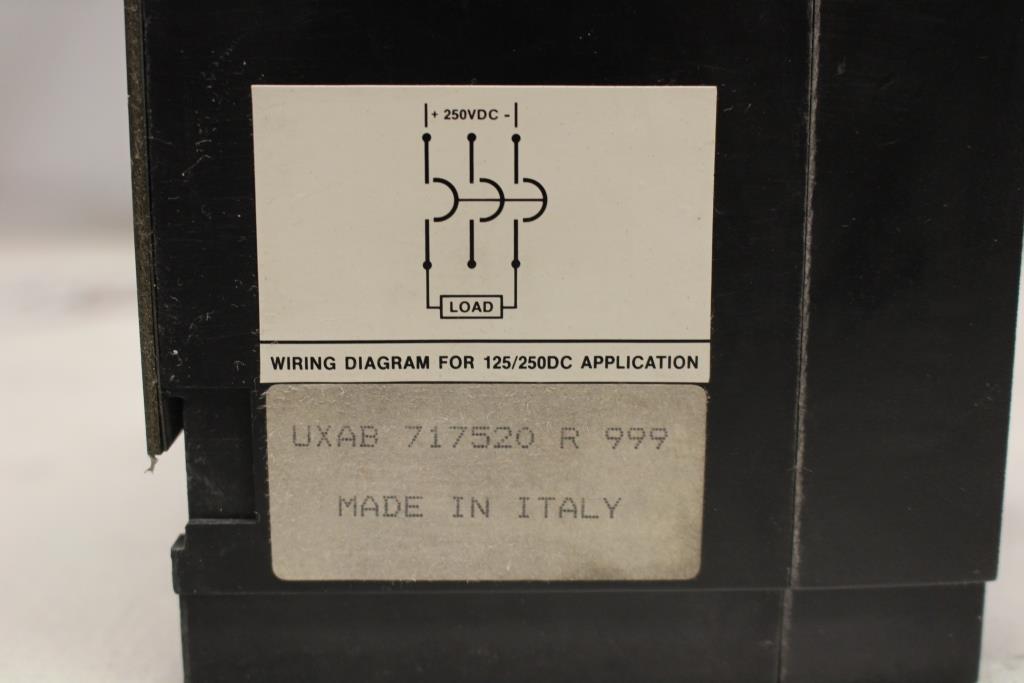 + 250VDC -
LOAD
WIRING DIAGRAM FOR 125/250DC APPLICATION
UXAB 717520 R 999
MADE IN ITALY